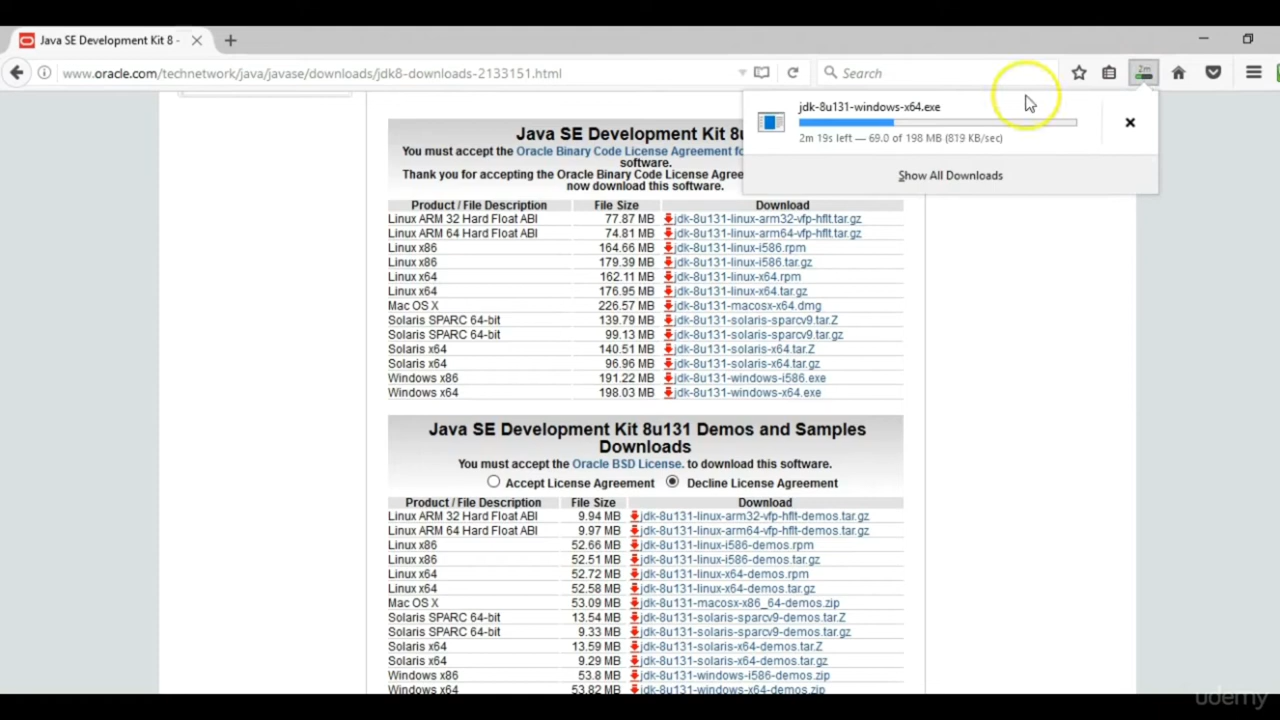 Java SE Development Kit 8 -
www.oracle.com/technetwork/java/javase/downloads/jdk8-downloads-2133151.html
Search
2m
jdk-8u131-windows-x64.exe
2m 19s left — 69.0 of 198 MB (819 KB/sec)
Show All Downloads
Java SE Development Kit 8u
You must accept the Oracle Binary Code License Agreement fo
software.
Thank you for accepting the Oracle Binary Code License Agree
now download this software.
Product / File Description File Size Download
Linux ARM 32 Hard Float ABI 77.87 MB jdk-8u131-linux-arm32-vfp-hflt.tar.gz
Linux ARM 64 Hard Float ABI 74.81 MB jdk-8u131-linux-arm64-vfp-hflt.tar.gz
Linux x86 164.66 MB jdk-8u131-linux-i586.rpm
Linux x86 179.39 MB jdk-8u131-linux-i586.tar.gz
Linux x64 162.11 MB jdk-8u131-linux-x64.rpm
Linux x64 176.95 MB jdk-8u131-linux-x64.tar.gz
Mac OS X 226.57 MB jdk-8u131-macosx-x64.dmg
Solaris SPARC 64-bit 139.79 MB jdk-8u131-solaris-sparcv9.tar.Z
Solaris SPARC 64-bit 99.13 MB jdk-8u131-solaris-sparcv9.tar.gz
Solaris x64 140.51 MB jdk-8u131-solaris-x64.tar.Z
Solaris x64 96.96 MB jdk-8u131-solaris-x64.tar.gz
Windows x86 191.22 MB jdk-8u131-windows-i586.exe
Windows x64 198.03 MB jdk-8u131-windows-x64.exe
Java SE Development Kit 8u131 Demos and Samples
Downloads
You must accept the Oracle BSD License. to download this software.
Accept License Agreement Decline License Agreement
Product / File Description File Size Download
Linux ARM 32 Hard Float ABI 9.94 MB jdk-8u131-linux-arm32-vfp-hflt-demos.tar.gz
Linux ARM 64 Hard Float ABI 9.97 MB jdk-8u131-linux-arm64-vfp-hflt-demos.tar.gz
Linux x86 52.66 MB jdk-8u131-linux-i586-demos.rpm
Linux x86 52.51 MB jdk-8u131-linux-i586-demos.tar.gz
Linux x64 52.72 MB jdk-8u131-linux-x64-demos.rpm
Linux x64 52.58 MB jdk-8u131-linux-x64-demos.tar.gz
Mac OS X 53.09 MB jdk-8u131-macosx-x86_64-demos.zip
Solaris SPARC 64-bit 13.54 MB jdk-8u131-solaris-sparcv9-demos.tar.Z
Solaris SPARC 64-bit 9.33 MB jdk-8u131-solaris-sparcv9-demos.tar.gz
Solaris x64 13.59 MB jdk-8u131-solaris-x64-demos.tar.Z
Solaris x64 9.29 MB jdk-8u131-solaris-x64-demos.tar.gz
Windows x86 53.8 MB jdk-8u131-windows-i586-demos.zip
Windows x64 53.82 MB jdk-8u131-windows-x64-demos.zip
udemy